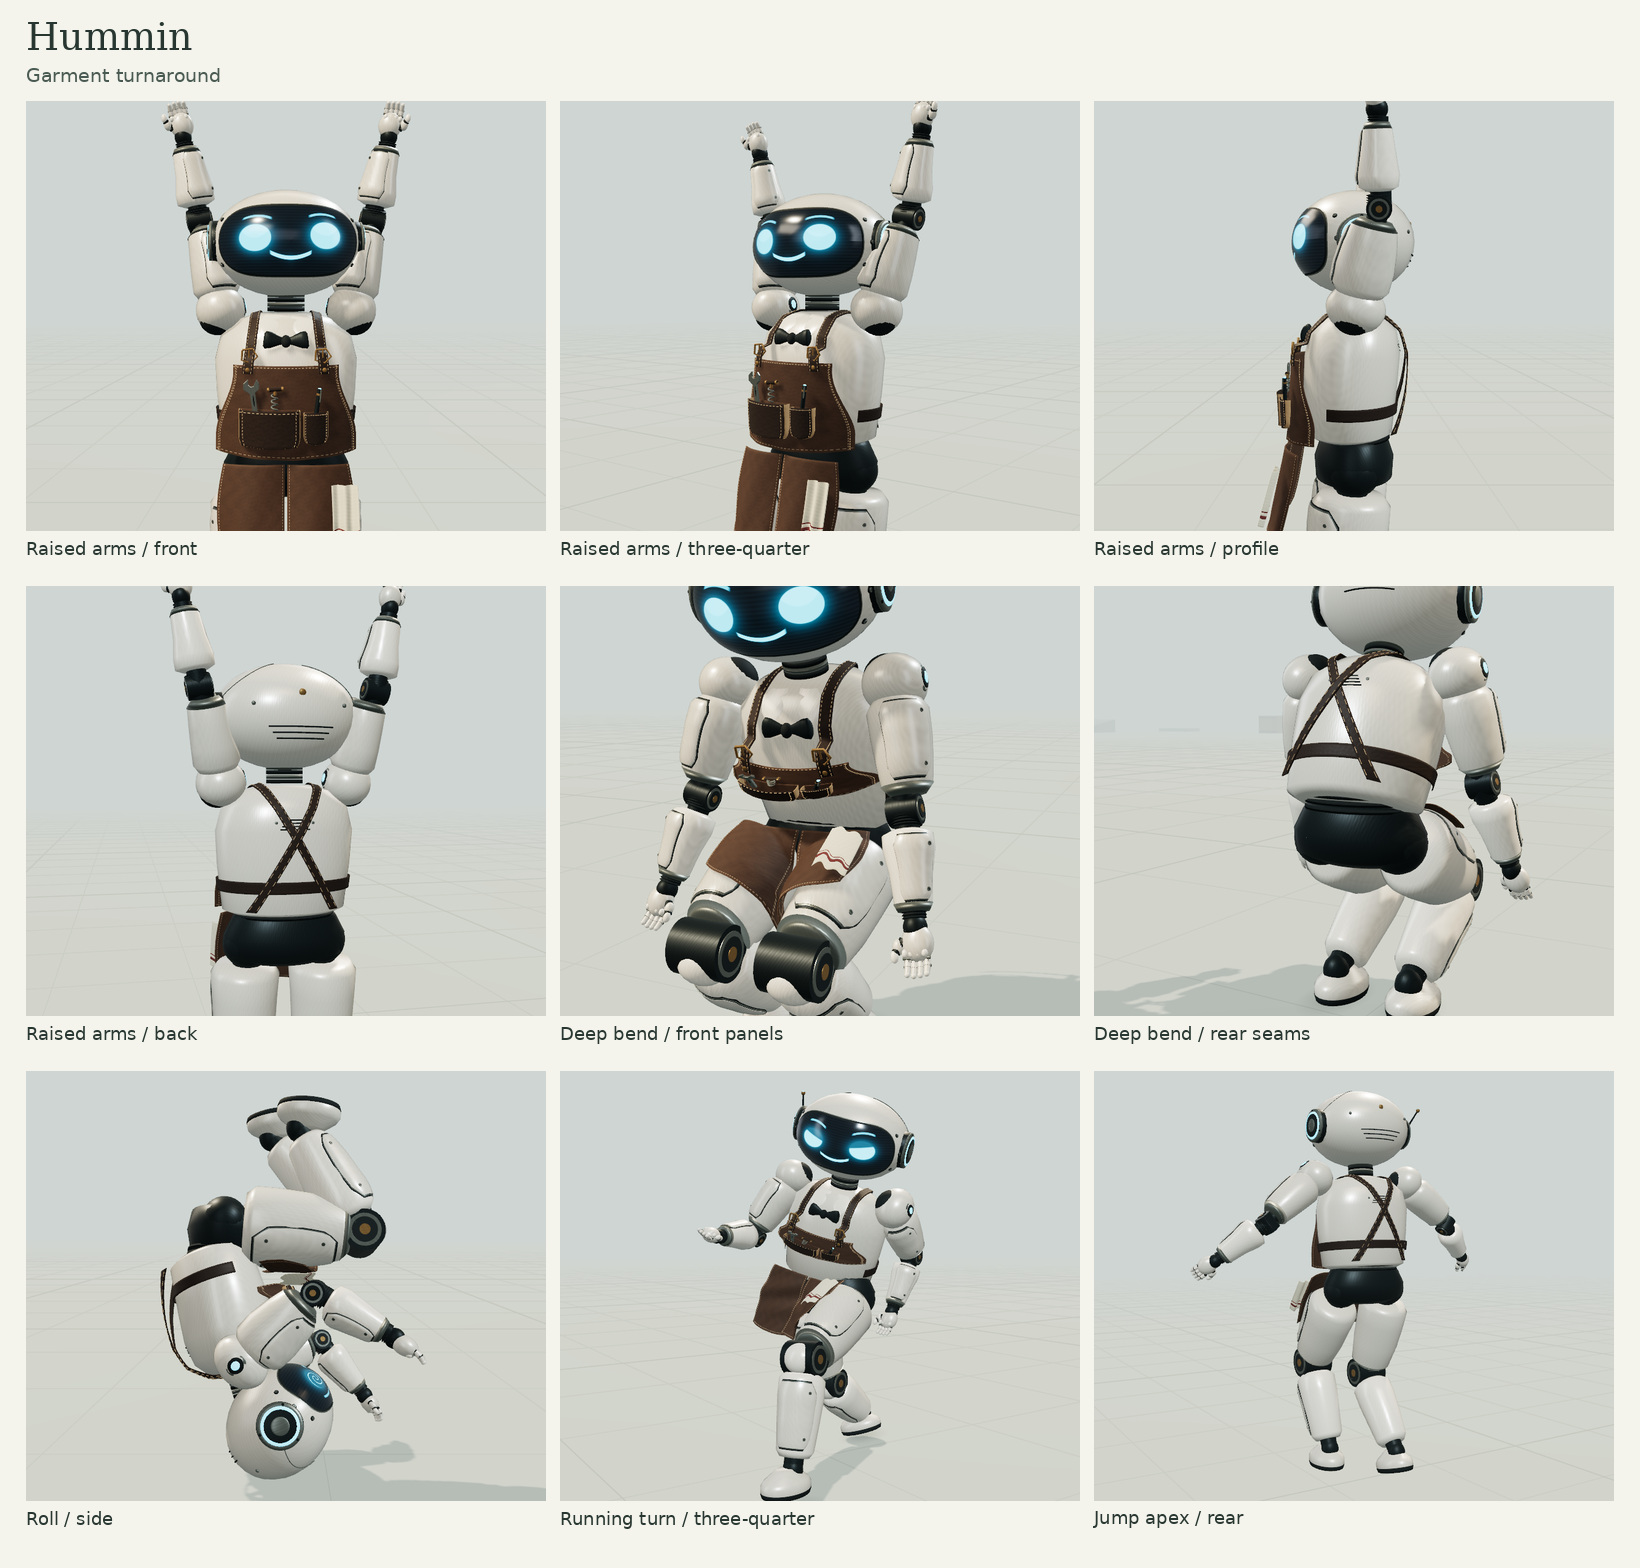 Hummin
Garment turnaround
Raised arms / front
Raised arms / three-quarter
Raised arms / profile
Raised arms / back
Deep bend / front panels
Deep bend / rear seams
Roll / side
Running turn / three-quarter
Jump apex / rear